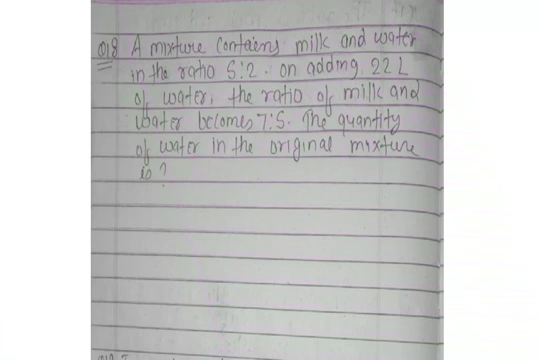 Q18 A mixture contains milk and water
in the ratio 5:2. on adding 22 L
of water, the ratio of milk and
water becomes 7:5. The quantity
of water in the original mixture
is ?